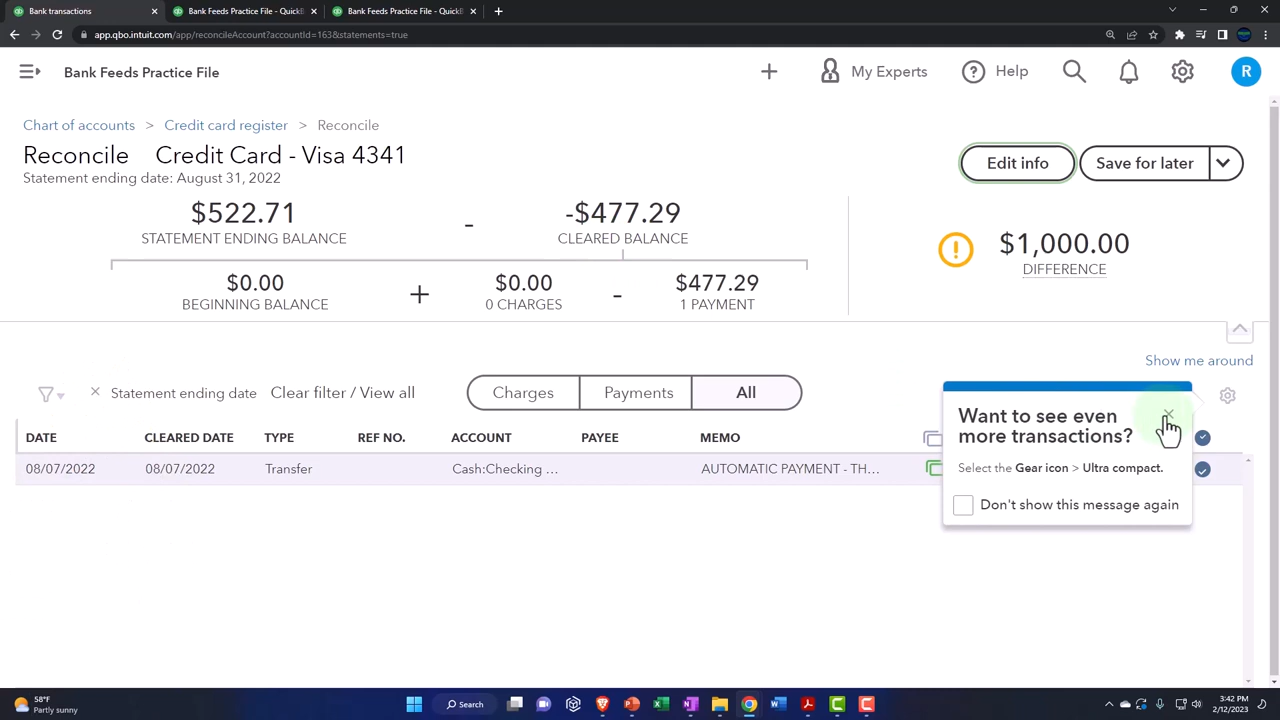 Bank transactions
Bank Feeds Practice File - QuickB
Bank Feeds Practice File - QuickB
app.qbo.intuit.com/app/reconcileAccount?accountId=163&statements=true
Bank Feeds Practice File
My Experts
Help
R
Chart of accounts > Credit card register > Reconcile
Reconcile Credit Card - Visa 4341
Statement ending date: August 31, 2022
Edit info
Save for later
$522.71 - -$477.29
STATEMENT ENDING BALANCE CLEARED BALANCE
$1,000.00
DIFFERENCE
$0.00 + $0.00 - $477.29
BEGINNING BALANCE 0 CHARGES 1 PAYMENT
Show me around
Statement ending date Clear filter / View all
Charges Payments All
Want to see even
more transactions?
Select the Gear icon > Ultra compact.
Don't show this message again
DATE CLEARED DATE TYPE REF NO. ACCOUNT PAYEE MEMO
08/07/2022 08/07/2022 Transfer Cash:Checking ... AUTOMATIC PAYMENT - TH...
58°F
Partly sunny
Search
3:42 PM
2/12/2023